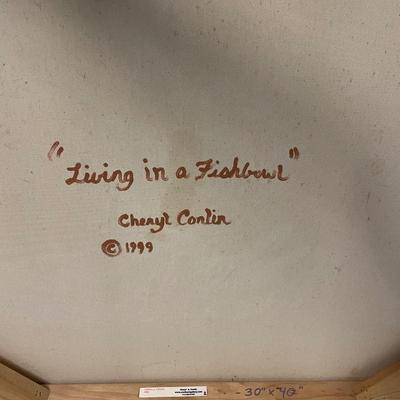 "Living in a Fishbowl"
Cheryl Conlin
© 1999
- 30" x 40"